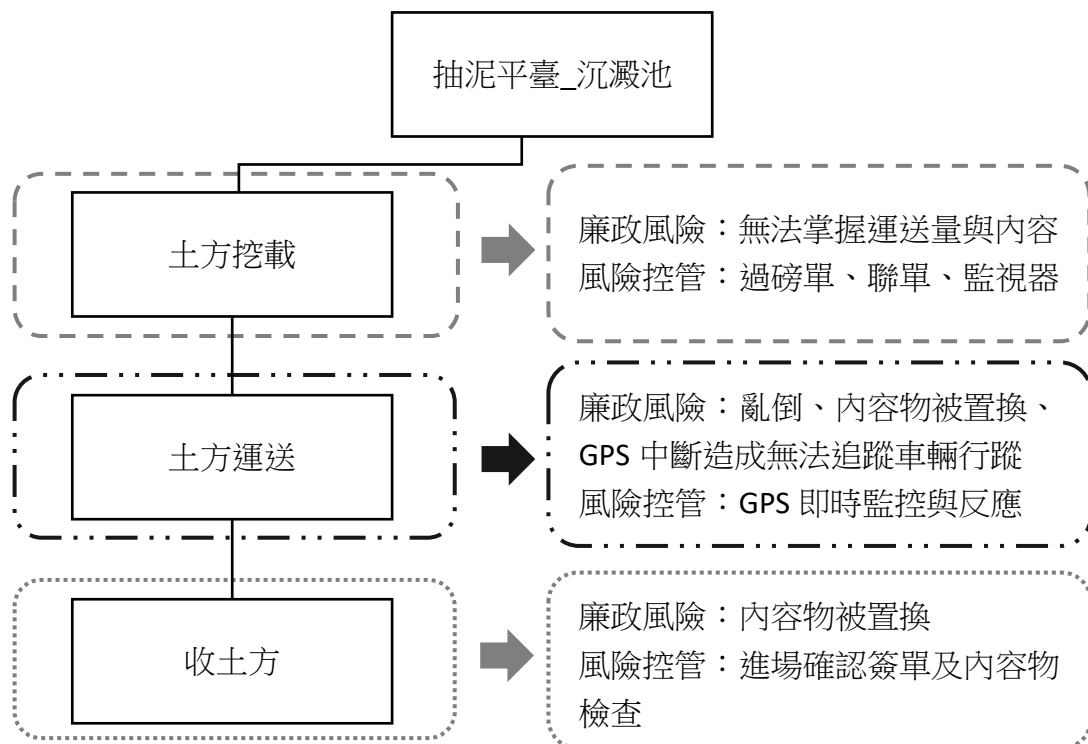 抽泥平臺_沉澱池
土方挖載
廉政風險：無法掌握運送量與內容
風險控管：過磅單、聯單、監視器
土方運送
廉政風險：亂倒、內容物被置換、
GPS 中斷造成無法追蹤車輛行蹤
風險控管：GPS 即時監控與反應
收土方
廉政風險：內容物被置換
風險控管：進場確認簽單及內容物
檢查